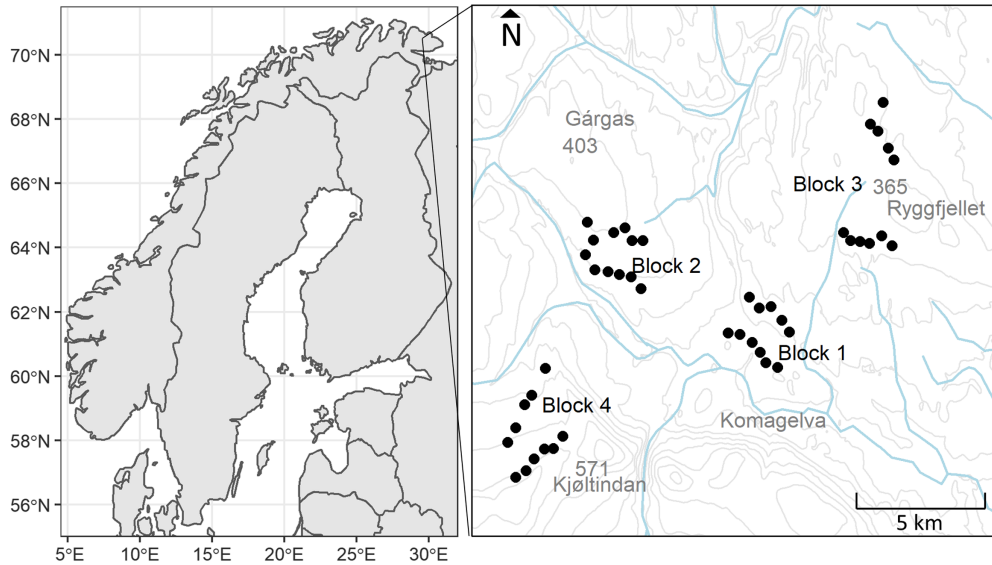 70°N
68°N
66°N
64°N
62°N
60°N
58°N
56°N
5°E 10°E 15°E 20°E 25°E 30°E
N
Gárgas
403
Block 3
365
Ryggfjellet
Block 2
Block 1
Block 4
Komagelva
571
Kjøltindan
5 km